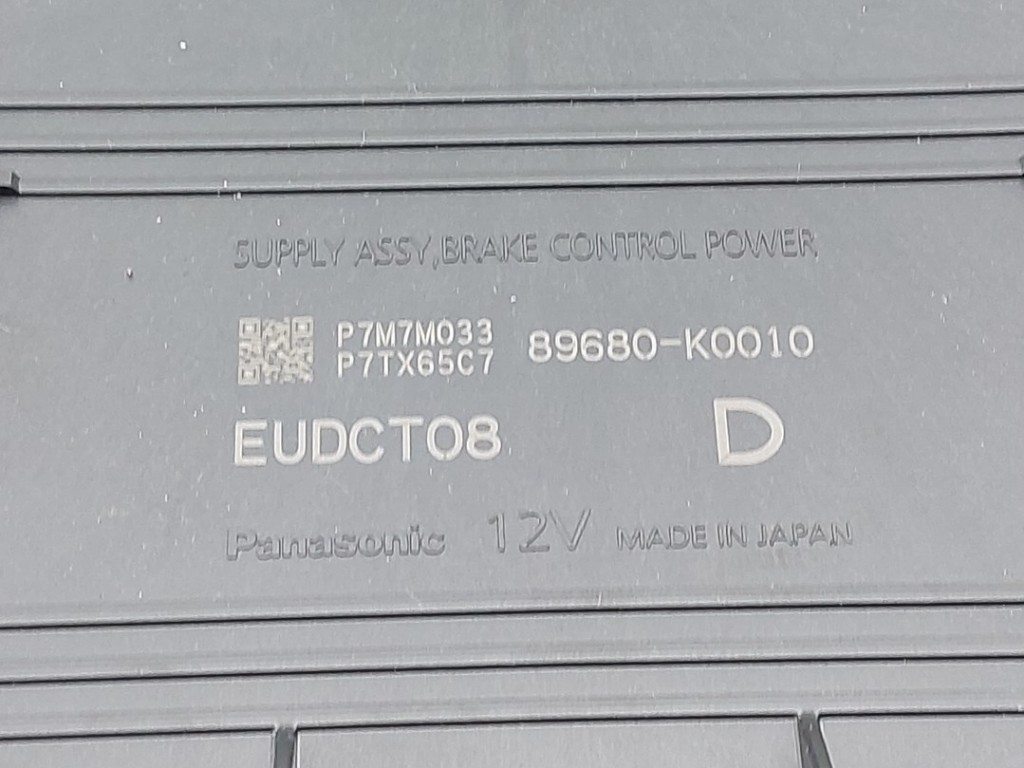 SUPPLY ASSY,BRAKE CONTROL POWER
P7M7M033
P7TX65C7
89680-K0010
EUDCT08
D
Panasonic 12V MADE IN JAPAN